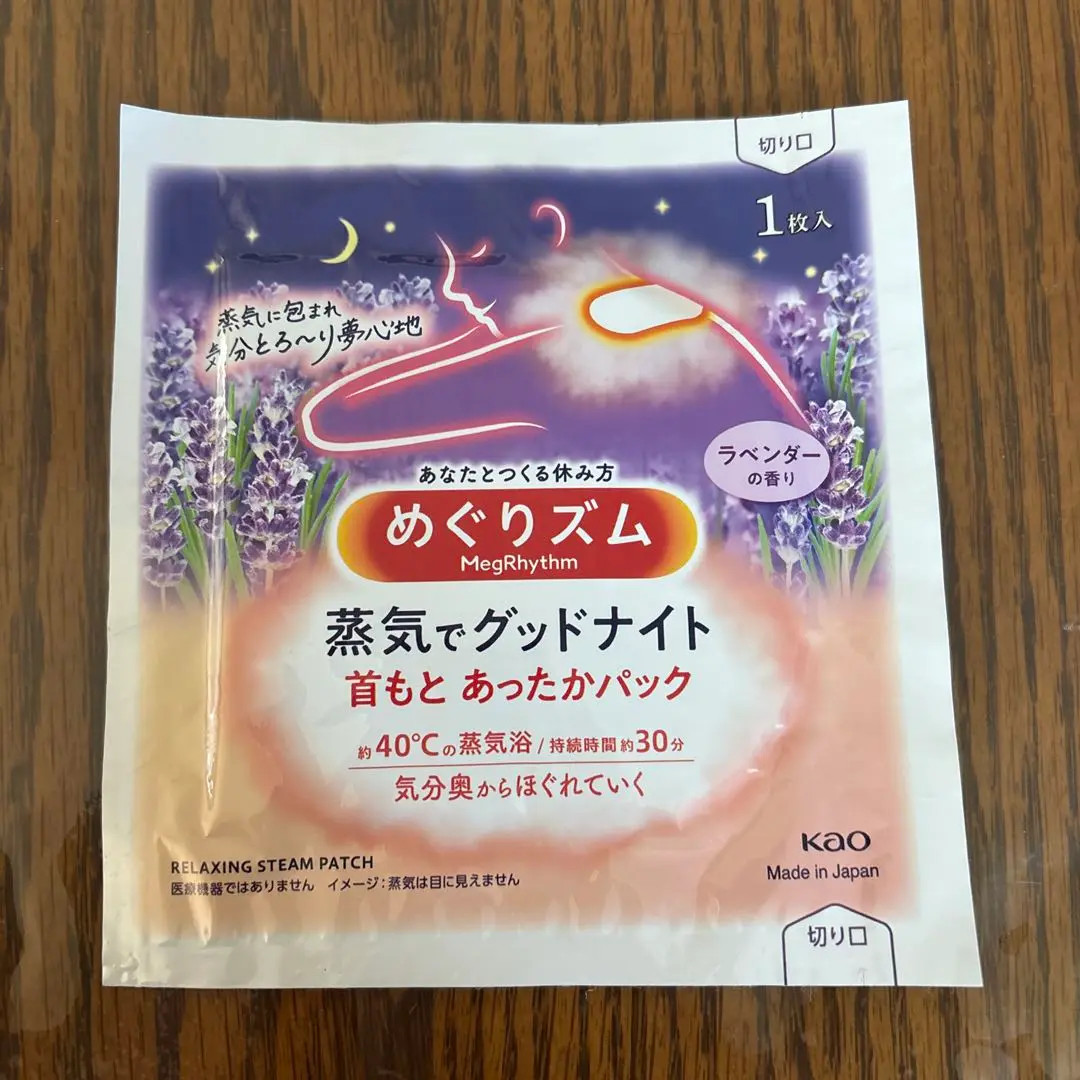 切り口
1枚入
蒸気に包まれ
気分とろ〜り夢心地
ラベンダー
の香り
あなたとつくる休み方
めぐりズム
MegRhythm
蒸気でグッドナイト
首もと あったかパック
約40℃の蒸気浴/持続時間約30分
気分奥からほぐれていく
Kao
Made in Japan
RELAXING STEAM PATCH
医療機器ではありません イメージ:蒸気は目に見えません
切り口